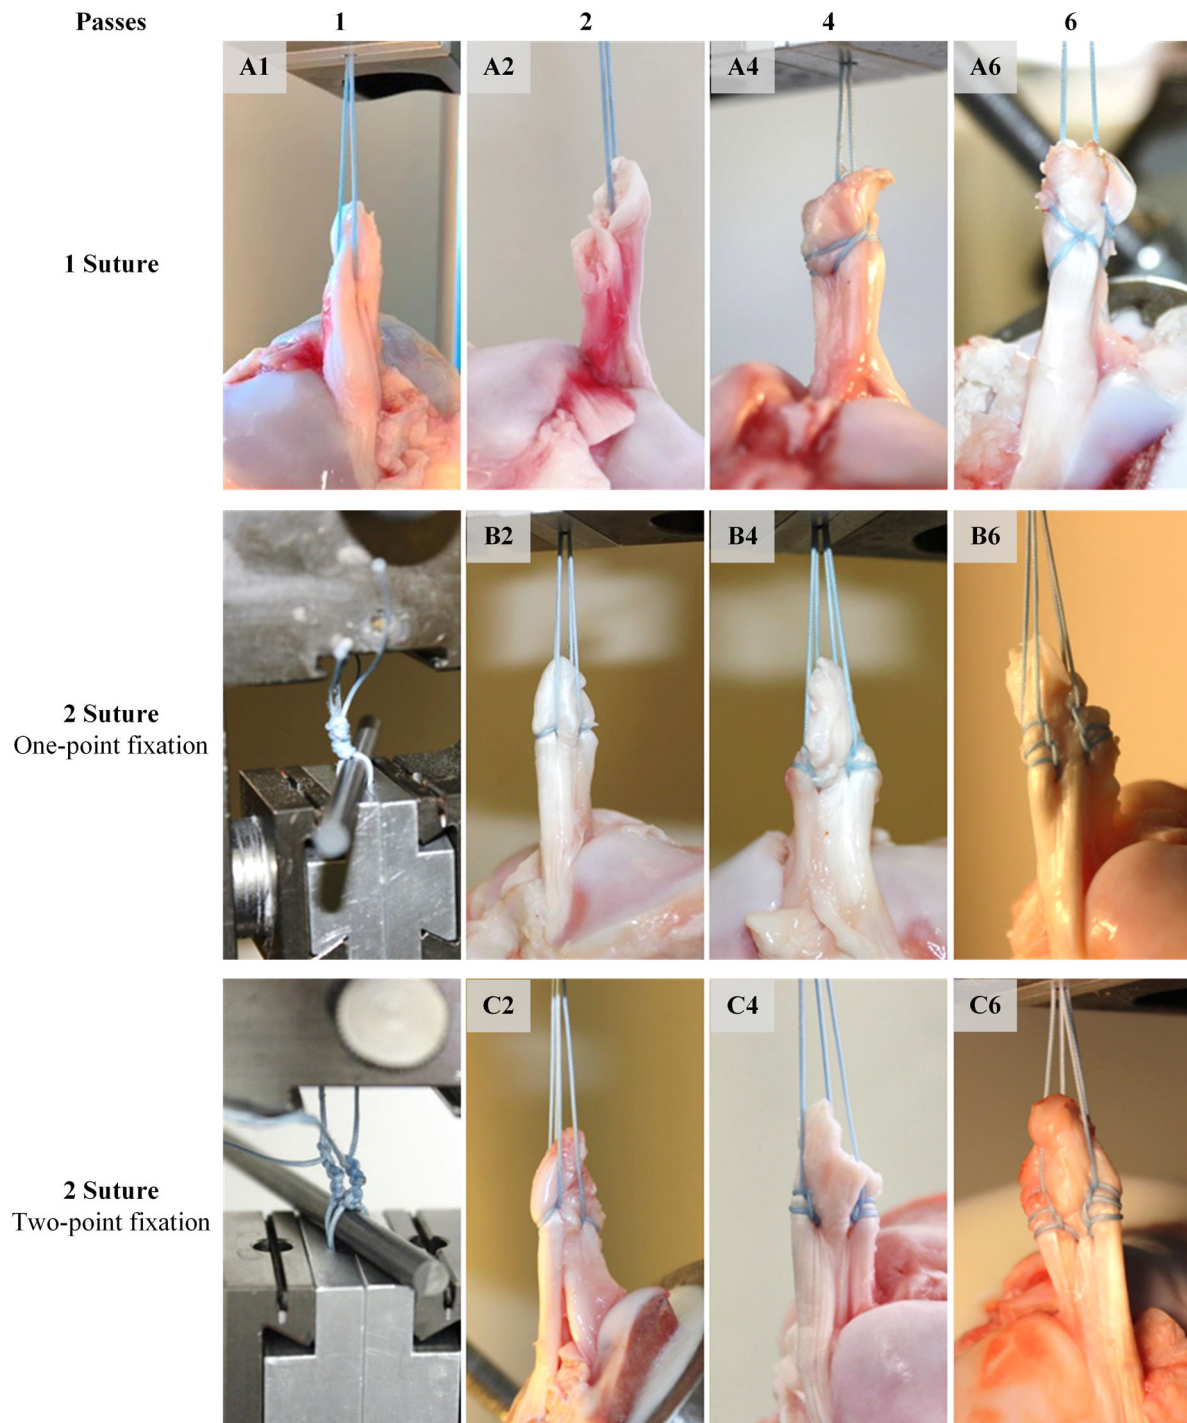 Passes 1 2 4 6
A1 A2 A4 A6
1 Suture
B2 B4 B6
2 Suture
One-point fixation
C2 C4 C6
2 Suture
Two-point fixation